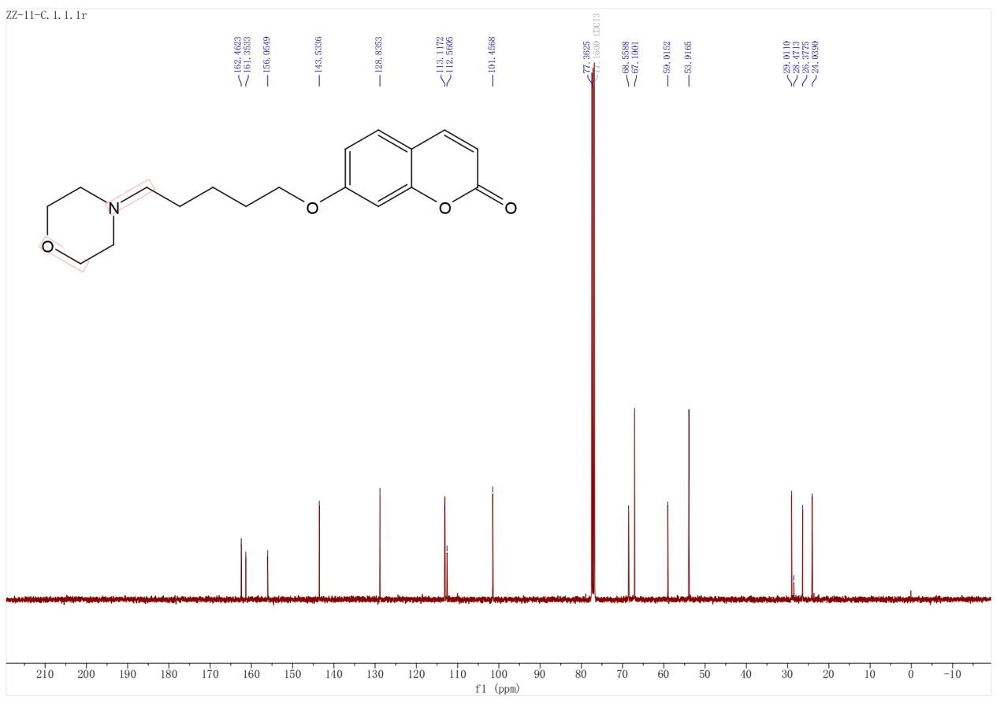 ZZ-11-C.1.1.1r
162.4623
161.3533
156.0549
143.5336
128.8353
113.1172
112.5605
101.4568
77.3625
77.1600 CDCl3
68.5588
67.1001
59.0152
53.9165
29.0110
28.4713
26.3775
24.0390
N
O
O
O
O
210 200 190 180 170 160 150 140 130 120 110 100 90 80 70 60 50 40 30 20 10 0 -10
f1 (ppm)